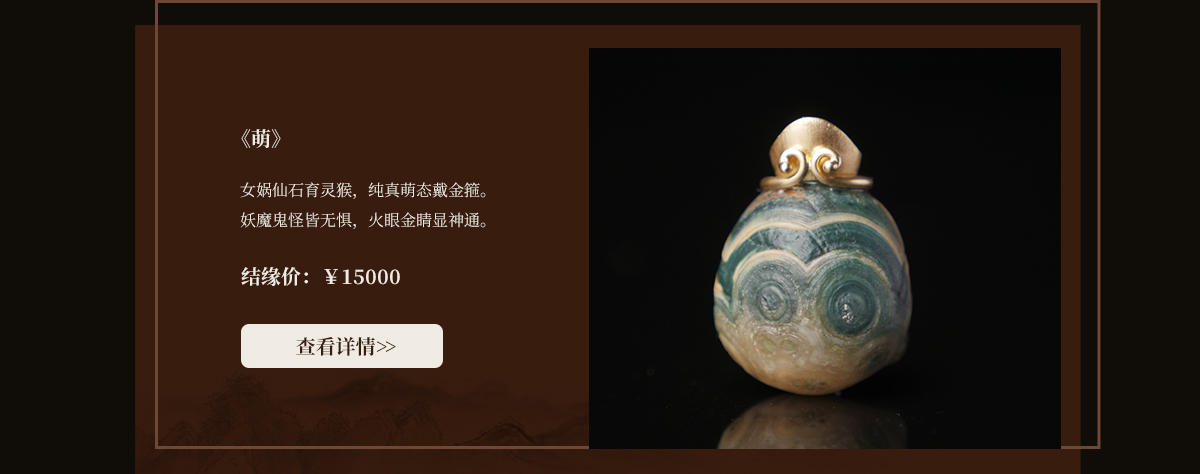 《萌》
女娲仙石育灵猴，纯真萌态戴金箍。
妖魔鬼怪皆无惧，火眼金睛显神通。
结缘价：￥15000
查看详情>>